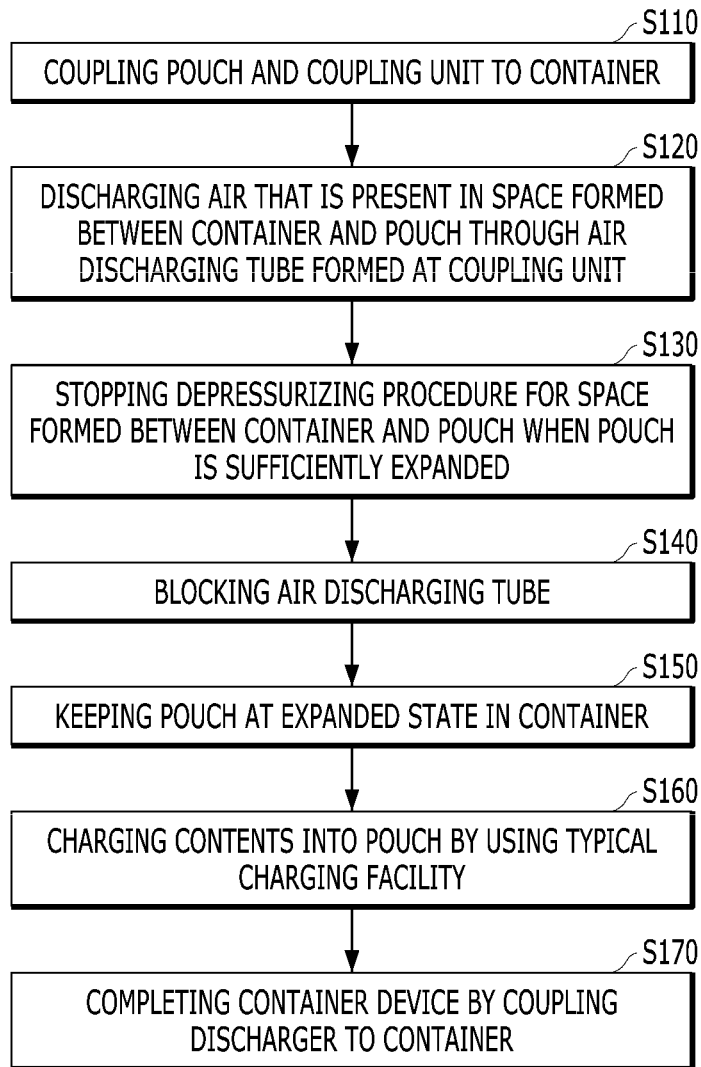 S110
COUPLING POUCH AND COUPLING UNIT TO CONTAINER
S120
DISCHARGING AIR THAT IS PRESENT IN SPACE FORMED
BETWEEN CONTAINER AND POUCH THROUGH AIR
DISCHARGING TUBE FORMED AT COUPLING UNIT
S130
STOPPING DEPRESSURIZING PROCEDURE FOR SPACE
FORMED BETWEEN CONTAINER AND POUCH WHEN POUCH
IS SUFFICIENTLY EXPANDED
S140
BLOCKING AIR DISCHARGING TUBE
S150
KEEPING POUCH AT EXPANDED STATE IN CONTAINER
S160
CHARGING CONTENTS INTO POUCH BY USING TYPICAL
CHARGING FACILITY
S170
COMPLETING CONTAINER DEVICE BY COUPLING
DISCHARGER TO CONTAINER